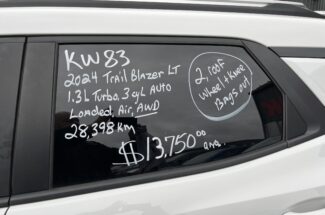 KW83
2024 Trail Blazer LT
1.3L Turbo, 3 cyl Auto
Loaded, Air, AWD
28,398 Km
$13,750.00
2, roof
wheel + Knee
Bags out